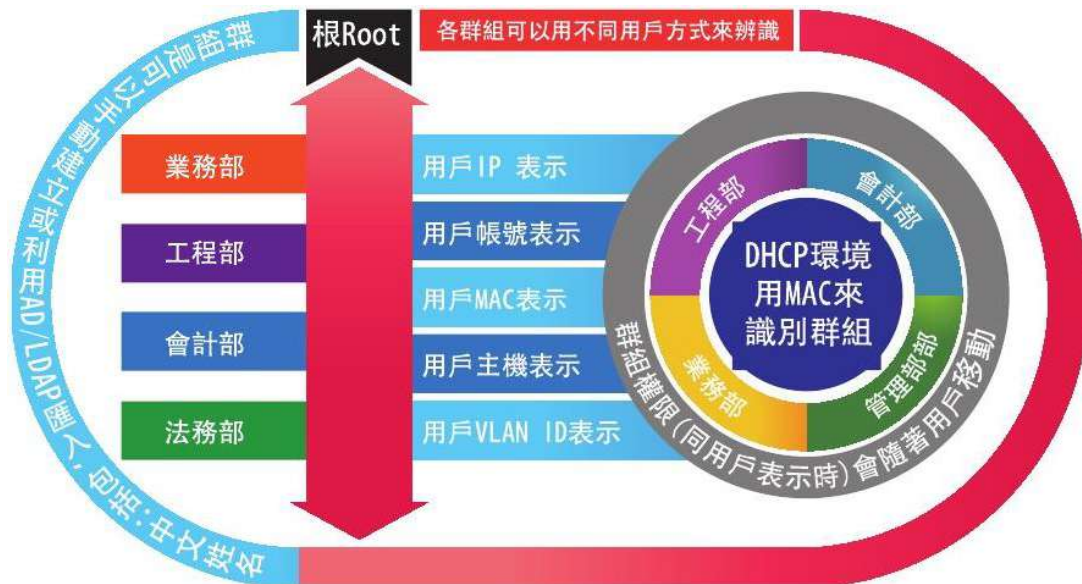 根Root
各群組可以用不同用戶方式來辨識
群組是可以手動建立或利用AD/LDAP匯入;包括:中文姓名
業務部
工程部
會計部
法務部
用戶IP 表示
用戶帳號表示
用戶MAC表示
用戶主機表示
用戶VLAN ID表示
工程部
會計部
業務部
管理部部
DHCP環境
用MAC來
識別群組
群組權限(同用戶表示時)會隨著用戶移動